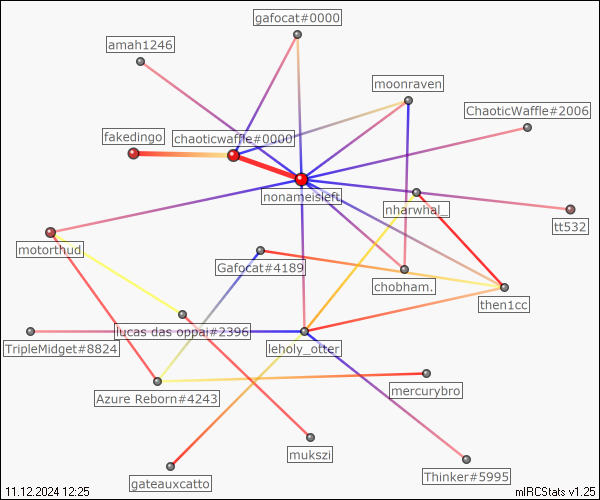 gafocat#0000
amah1246
moonraven
ChaoticWaffle#2006
fakedingo
chaoticwaffle#0000
nonameisleft
nharwhal_
tt532
motorthud
Gafocat#4189
chobham.
then1cc
lucas das oppai#2396
TripleMidget#8824
leholy_otter
Azure Reborn#4243
mercurybro
mukszi
gateauxcatto
Thinker#5995
11.12.2024 12:25
mIRCStats v1.25